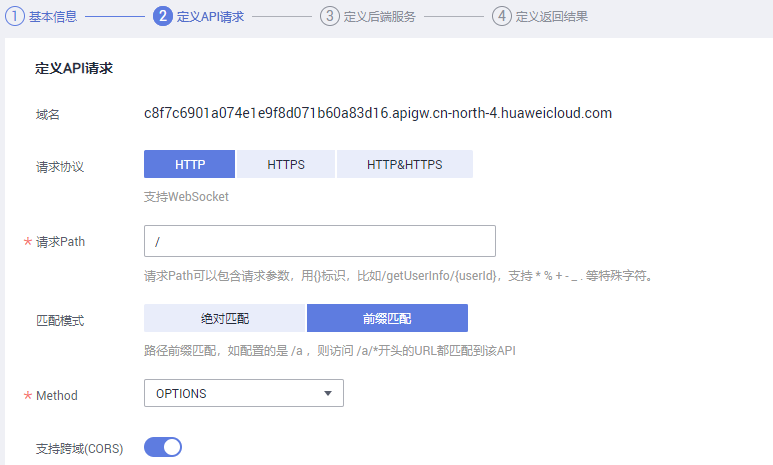 1 基本信息 2 定义API请求 3 定义后端服务 4 定义返回结果
定义API请求
域名 c8f7c6901a074e1e9f8d071b60a83d16.apigw.cn-north-4.huaweicloud.com
请求协议 HTTP HTTPS HTTP&HTTPS
支持WebSocket
* 请求Path /
请求Path可以包含请求参数，用{}标识，比如/getUserInfo/{userId}，支持 * % + - _ . 等特殊字符。
匹配模式 绝对匹配 前缀匹配
路径前缀匹配，如配置的是 /a ，则访问 /a/*开头的URL都匹配到该API
* Method OPTIONS
支持跨域(CORS)